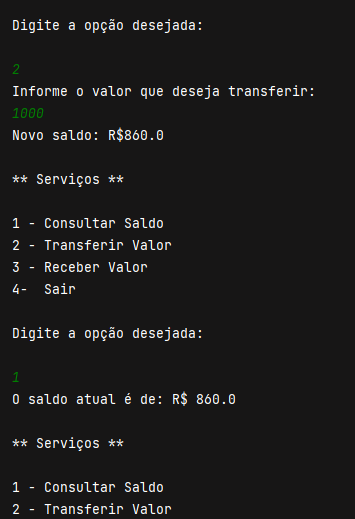 Digite a opção desejada:
2
Informe o valor que deseja transferir:
1000
Novo saldo: R$860.0
** Serviços **
1 - Consultar Saldo
2 - Transferir Valor
3 - Receber Valor
4-  Sair
Digite a opção desejada:
1
O saldo atual é de: R$ 860.0
** Serviços **
1 - Consultar Saldo
2 - Transferir Valor